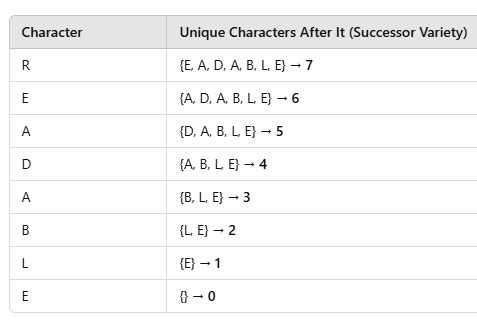 Character Unique Characters After It (Successor Variety)
R {E, A, D, A, B, L, E} → 7
E {A, D, A, B, L, E} → 6
A {D, A, B, L, E} → 5
D {A, B, L, E} → 4
A {B, L, E} → 3
B {L, E} → 2
L {E} → 1
E {} → 0